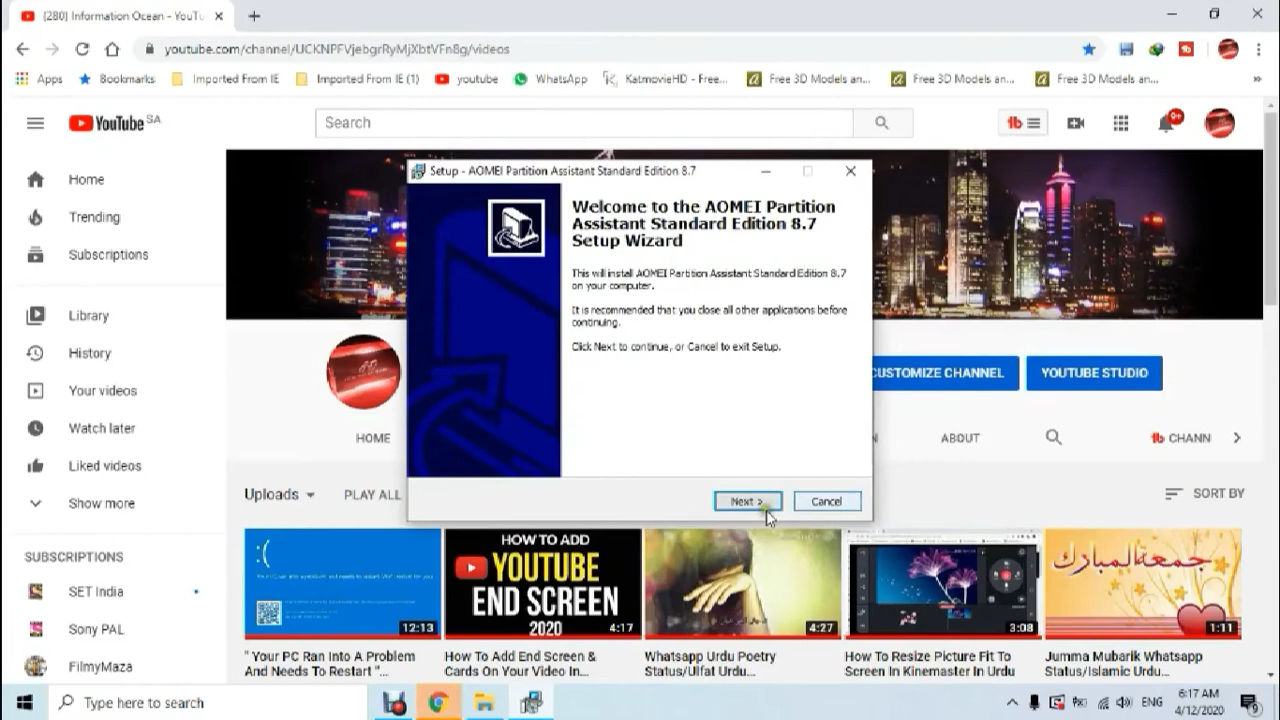 [280] Information Ocean - YouTu
youtube.com/channel/UCKNPFVjebgrRyMjXbtVFn8g/videos
Apps
Bookmarks
Imported From IE
Imported From IE (1)
youtube
WhatsApp
KatmovieHD - Free...
Free 3D Models an...
Free 3D Models an...
Free 3D Models an...
»
YouTube SA
Search
9+
Home
Trending
Subscriptions
Library
History
Your videos
Watch later
Liked videos
Show more
SUBSCRIPTIONS
SET India
Sony PAL
FilmyMaza
Setup - AOMEI Partition Assistant Standard Edition 8.7
Welcome to the AOMEI Partition
Assistant Standard Edition 8.7
Setup Wizard
This will install AOMEI Partition Assistant Standard Edition 8.7
on your computer.
It is recommended that you close all other applications before
continuing.
Click Next to continue, or Cancel to exit Setup.
Next >
Cancel
CUSTOMIZE CHANNEL
YOUTUBE STUDIO
HOME
ABOUT
CHANN
Uploads
PLAY ALL
SORT BY
:(
12:13
HOW TO ADD
YOUTUBE
END SCREEN
2020
4:17
4:27
3:08
جمعة المبارك
1:11
" Your PC Ran Into A Problem
And Needs To Restart "...
How To Add End Screen &
Cards On Your Video In...
Whatsapp Urdu Poetry
Status/Ulfat Urdu...
How To Resize Picture Fit To
Screen In Kinemaster In Urdu
Jumma Mubarik Whatsapp
Status/Islamic Urdu...
Type here to search
ENG
6:17 AM
4/12/2020
9